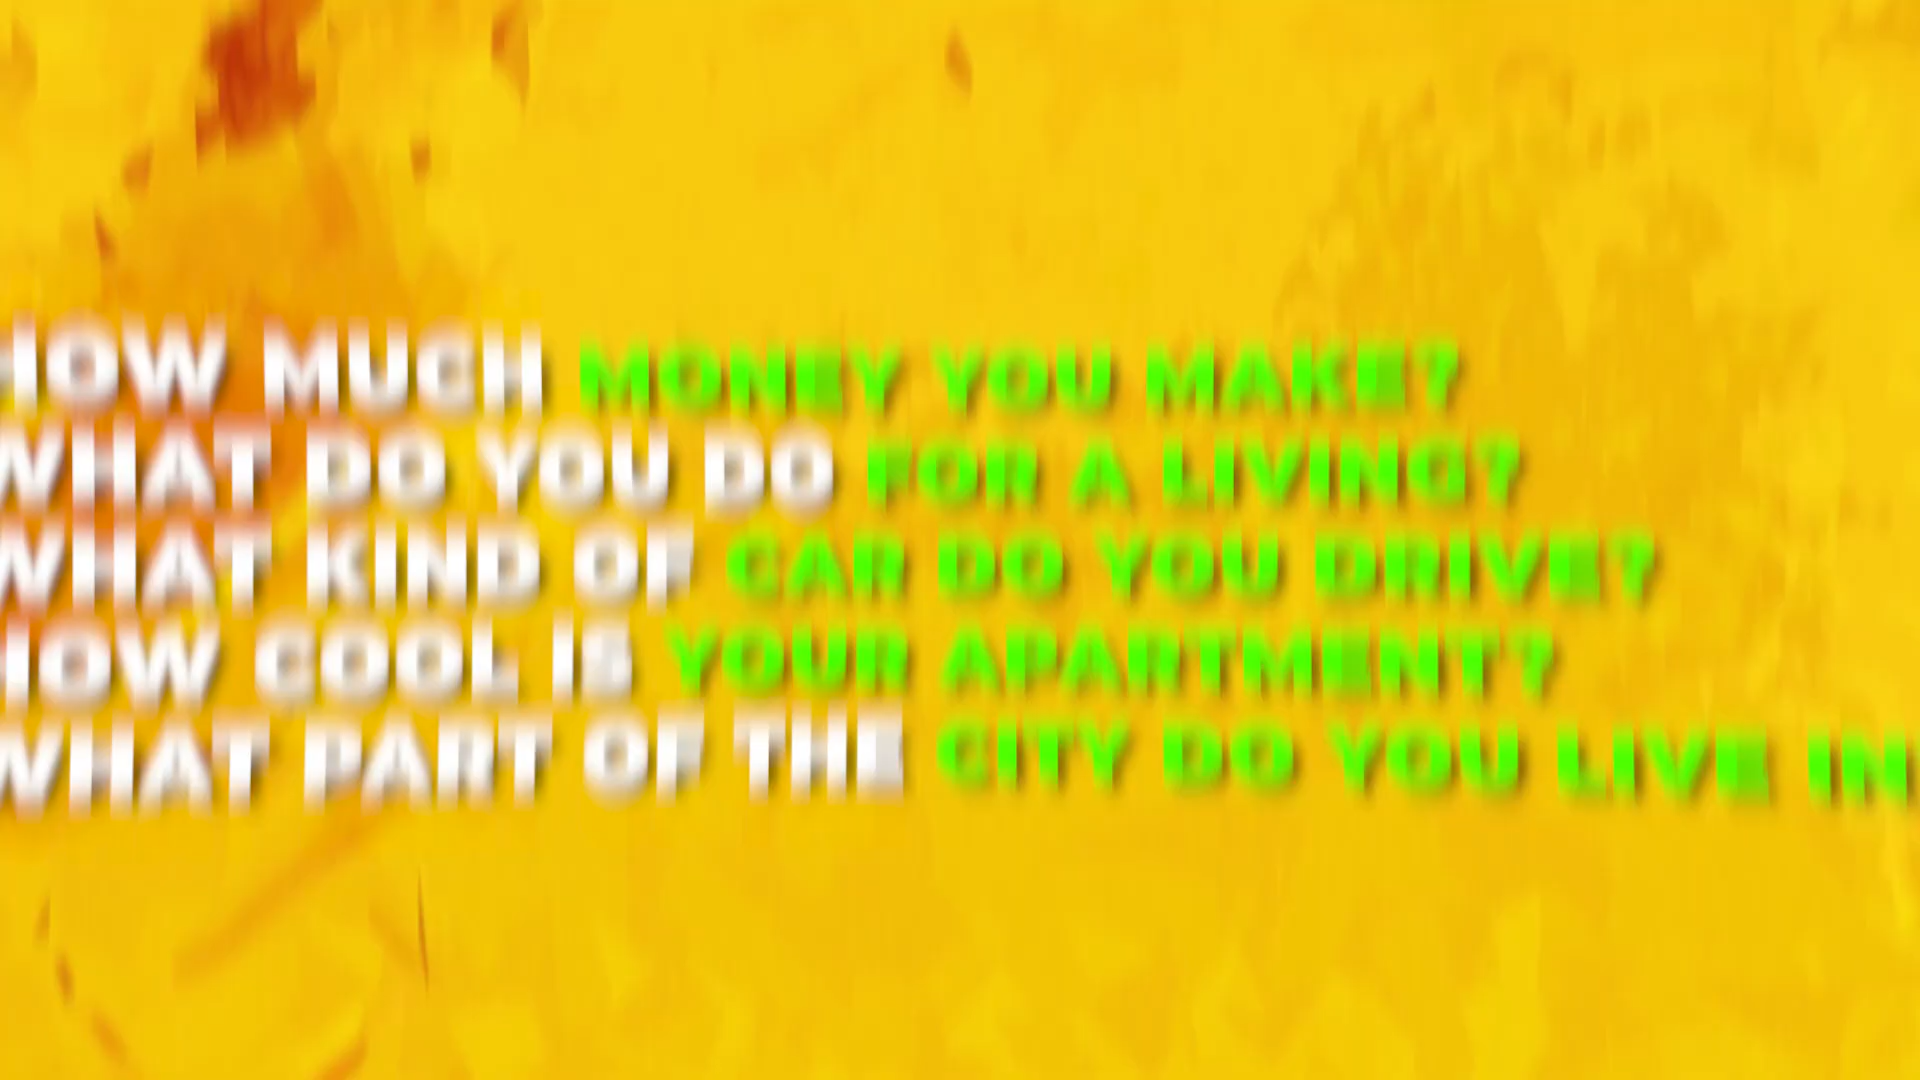 HOW MUCH MONEY YOU MAKE?
WHAT DO YOU DO FOR A LIVING?
WHAT KIND OF CAR DO YOU DRIVE?
HOW COOL IS YOUR APARTMENT?
WHAT PART OF THE CITY DO YOU LIVE IN